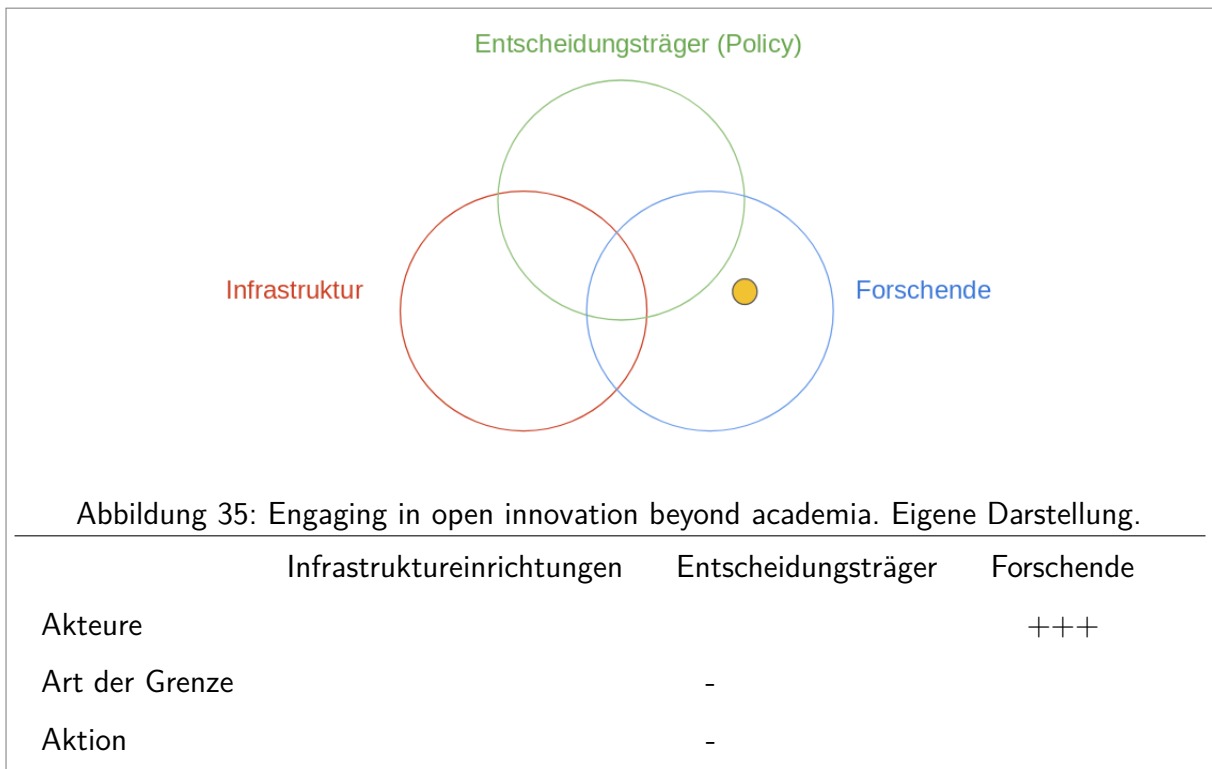 Entscheidungsträger (Policy)
Infrastruktur
Forschende
Abbildung 35: Engaging in open innovation beyond academia. Eigene Darstellung.
Infrastruktureinrichtungen Entscheidungsträger Forschende
Akteure +++
Art der Grenze -
Aktion -